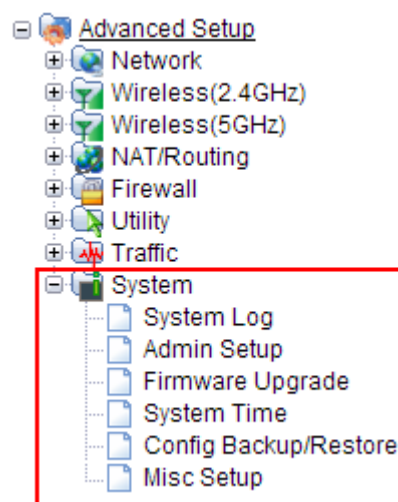 Advanced Setup
Network
Wireless(2.4GHz)
Wireless(5GHz)
NAT/Routing
Firewall
Utility
Traffic
System
System Log
Admin Setup
Firmware Upgrade
System Time
Config Backup/Restore
Misc Setup